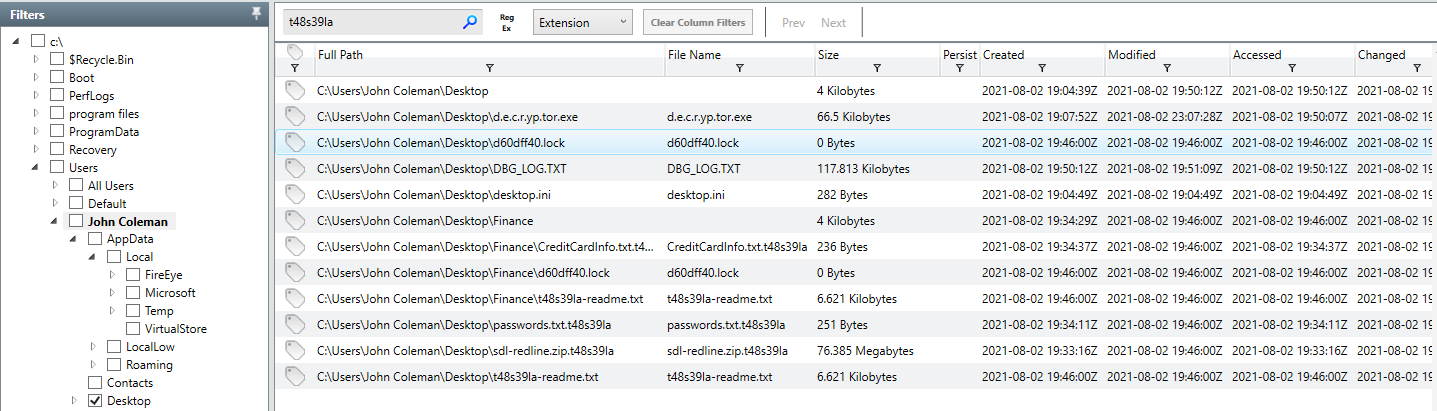 Filters
c:\
$Recycle.Bin
Boot
PerfLogs
program files
ProgramData
Recovery
Users
All Users
Default
John Coleman
AppData
Local
FireEye
Microsoft
Temp
VirtualStore
LocalLow
Roaming
Contacts
Desktop
t48s39la Reg Ex Extension Clear Column Filters Prev Next
Full Path File Name Size Persist Created Modified Accessed Changed
C:\Users\John Coleman\Desktop 4 Kilobytes 2021-08-02 19:04:39Z 2021-08-02 19:50:12Z 2021-08-02 19:50:12Z 2021-08-02 19
C:\Users\John Coleman\Desktop\d.e.c.r.yp.tor.exe d.e.c.r.yp.tor.exe 66.5 Kilobytes 2021-08-02 19:07:52Z 2021-08-02 23:07:28Z 2021-08-02 19:50:07Z 2021-08-02 19
C:\Users\John Coleman\Desktop\d60dff40.lock d60dff40.lock 0 Bytes 2021-08-02 19:46:00Z 2021-08-02 19:46:00Z 2021-08-02 19:46:00Z 2021-08-02 19
C:\Users\John Coleman\Desktop\DBG_LOG.TXT DBG_LOG.TXT 117.813 Kilobytes 2021-08-02 19:50:12Z 2021-08-02 19:51:09Z 2021-08-02 19:50:12Z 2021-08-02 19
C:\Users\John Coleman\Desktop\desktop.ini desktop.ini 282 Bytes 2021-08-02 19:04:49Z 2021-08-02 19:04:49Z 2021-08-02 19:04:49Z 2021-08-02 19
C:\Users\John Coleman\Desktop\Finance 4 Kilobytes 2021-08-02 19:34:29Z 2021-08-02 19:46:00Z 2021-08-02 19:46:00Z 2021-08-02 19
C:\Users\John Coleman\Desktop\Finance\CreditCardInfo.txt.t4... CreditCardInfo.txt.t48s39la 236 Bytes 2021-08-02 19:34:37Z 2021-08-02 19:46:00Z 2021-08-02 19:34:37Z 2021-08-02 19
C:\Users\John Coleman\Desktop\Finance\d60dff40.lock d60dff40.lock 0 Bytes 2021-08-02 19:46:00Z 2021-08-02 19:46:00Z 2021-08-02 19:46:00Z 2021-08-02 19
C:\Users\John Coleman\Desktop\Finance\t48s39la-readme.txt t48s39la-readme.txt 6.621 Kilobytes 2021-08-02 19:46:00Z 2021-08-02 19:46:00Z 2021-08-02 19:46:00Z 2021-08-02 19
C:\Users\John Coleman\Desktop\passwords.txt.t48s39la passwords.txt.t48s39la 251 Bytes 2021-08-02 19:34:11Z 2021-08-02 19:46:00Z 2021-08-02 19:34:11Z 2021-08-02 19
C:\Users\John Coleman\Desktop\sdl-redline.zip.t48s39la sdl-redline.zip.t48s39la 76.385 Megabytes 2021-08-02 19:33:16Z 2021-08-02 19:46:00Z 2021-08-02 19:33:16Z 2021-08-02 19
C:\Users\John Coleman\Desktop\t48s39la-readme.txt t48s39la-readme.txt 6.621 Kilobytes 2021-08-02 19:46:00Z 2021-08-02 19:46:00Z 2021-08-02 19:46:00Z 2021-08-02 19